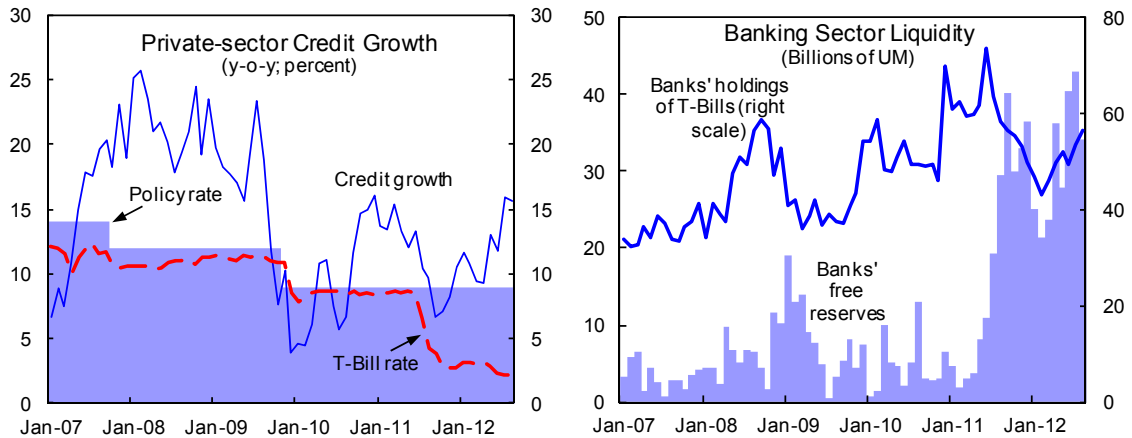 Private-sector Credit Growth
(y-o-y; percent)
30
25
20
15
10
5
0
30
25
20
15
10
5
0
Policy rate
Credit growth
T-Bill rate
Jan-07 Jan-08 Jan-09 Jan-10 Jan-11 Jan-12
Banking Sector Liquidity
(Billions of UM)
50
40
30
20
10
0
80
60
40
20
0
Banks' holdings
of T-Bills (right
scale)
Banks'
free
reserves
Jan-07 Jan-08 Jan-09 Jan-10 Jan-11 Jan-12